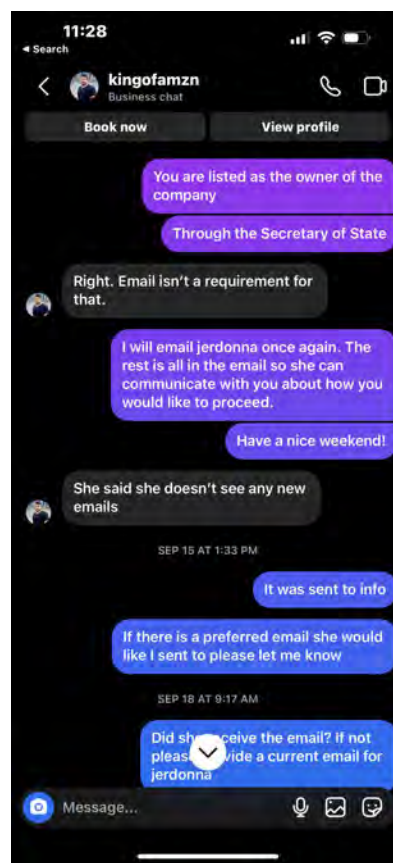 11:28
Search
kingofamzn
Business chat
Book now
View profile
You are listed as the owner of the
company
Through the Secretary of State
Right. Email isn't a requirement for
that.
I will email jerdonna once again. The
rest is all in the email so she can
communicate with you about how you
would like to proceed.
Have a nice weekend!
She said she doesn't see any new
emails
SEP 15 AT 1:33 PM
It was sent to info
If there is a preferred email she would
like I sent to please let me know
SEP 18 AT 9:17 AM
Did the email? If not
a current email for
jerdonna
Message...